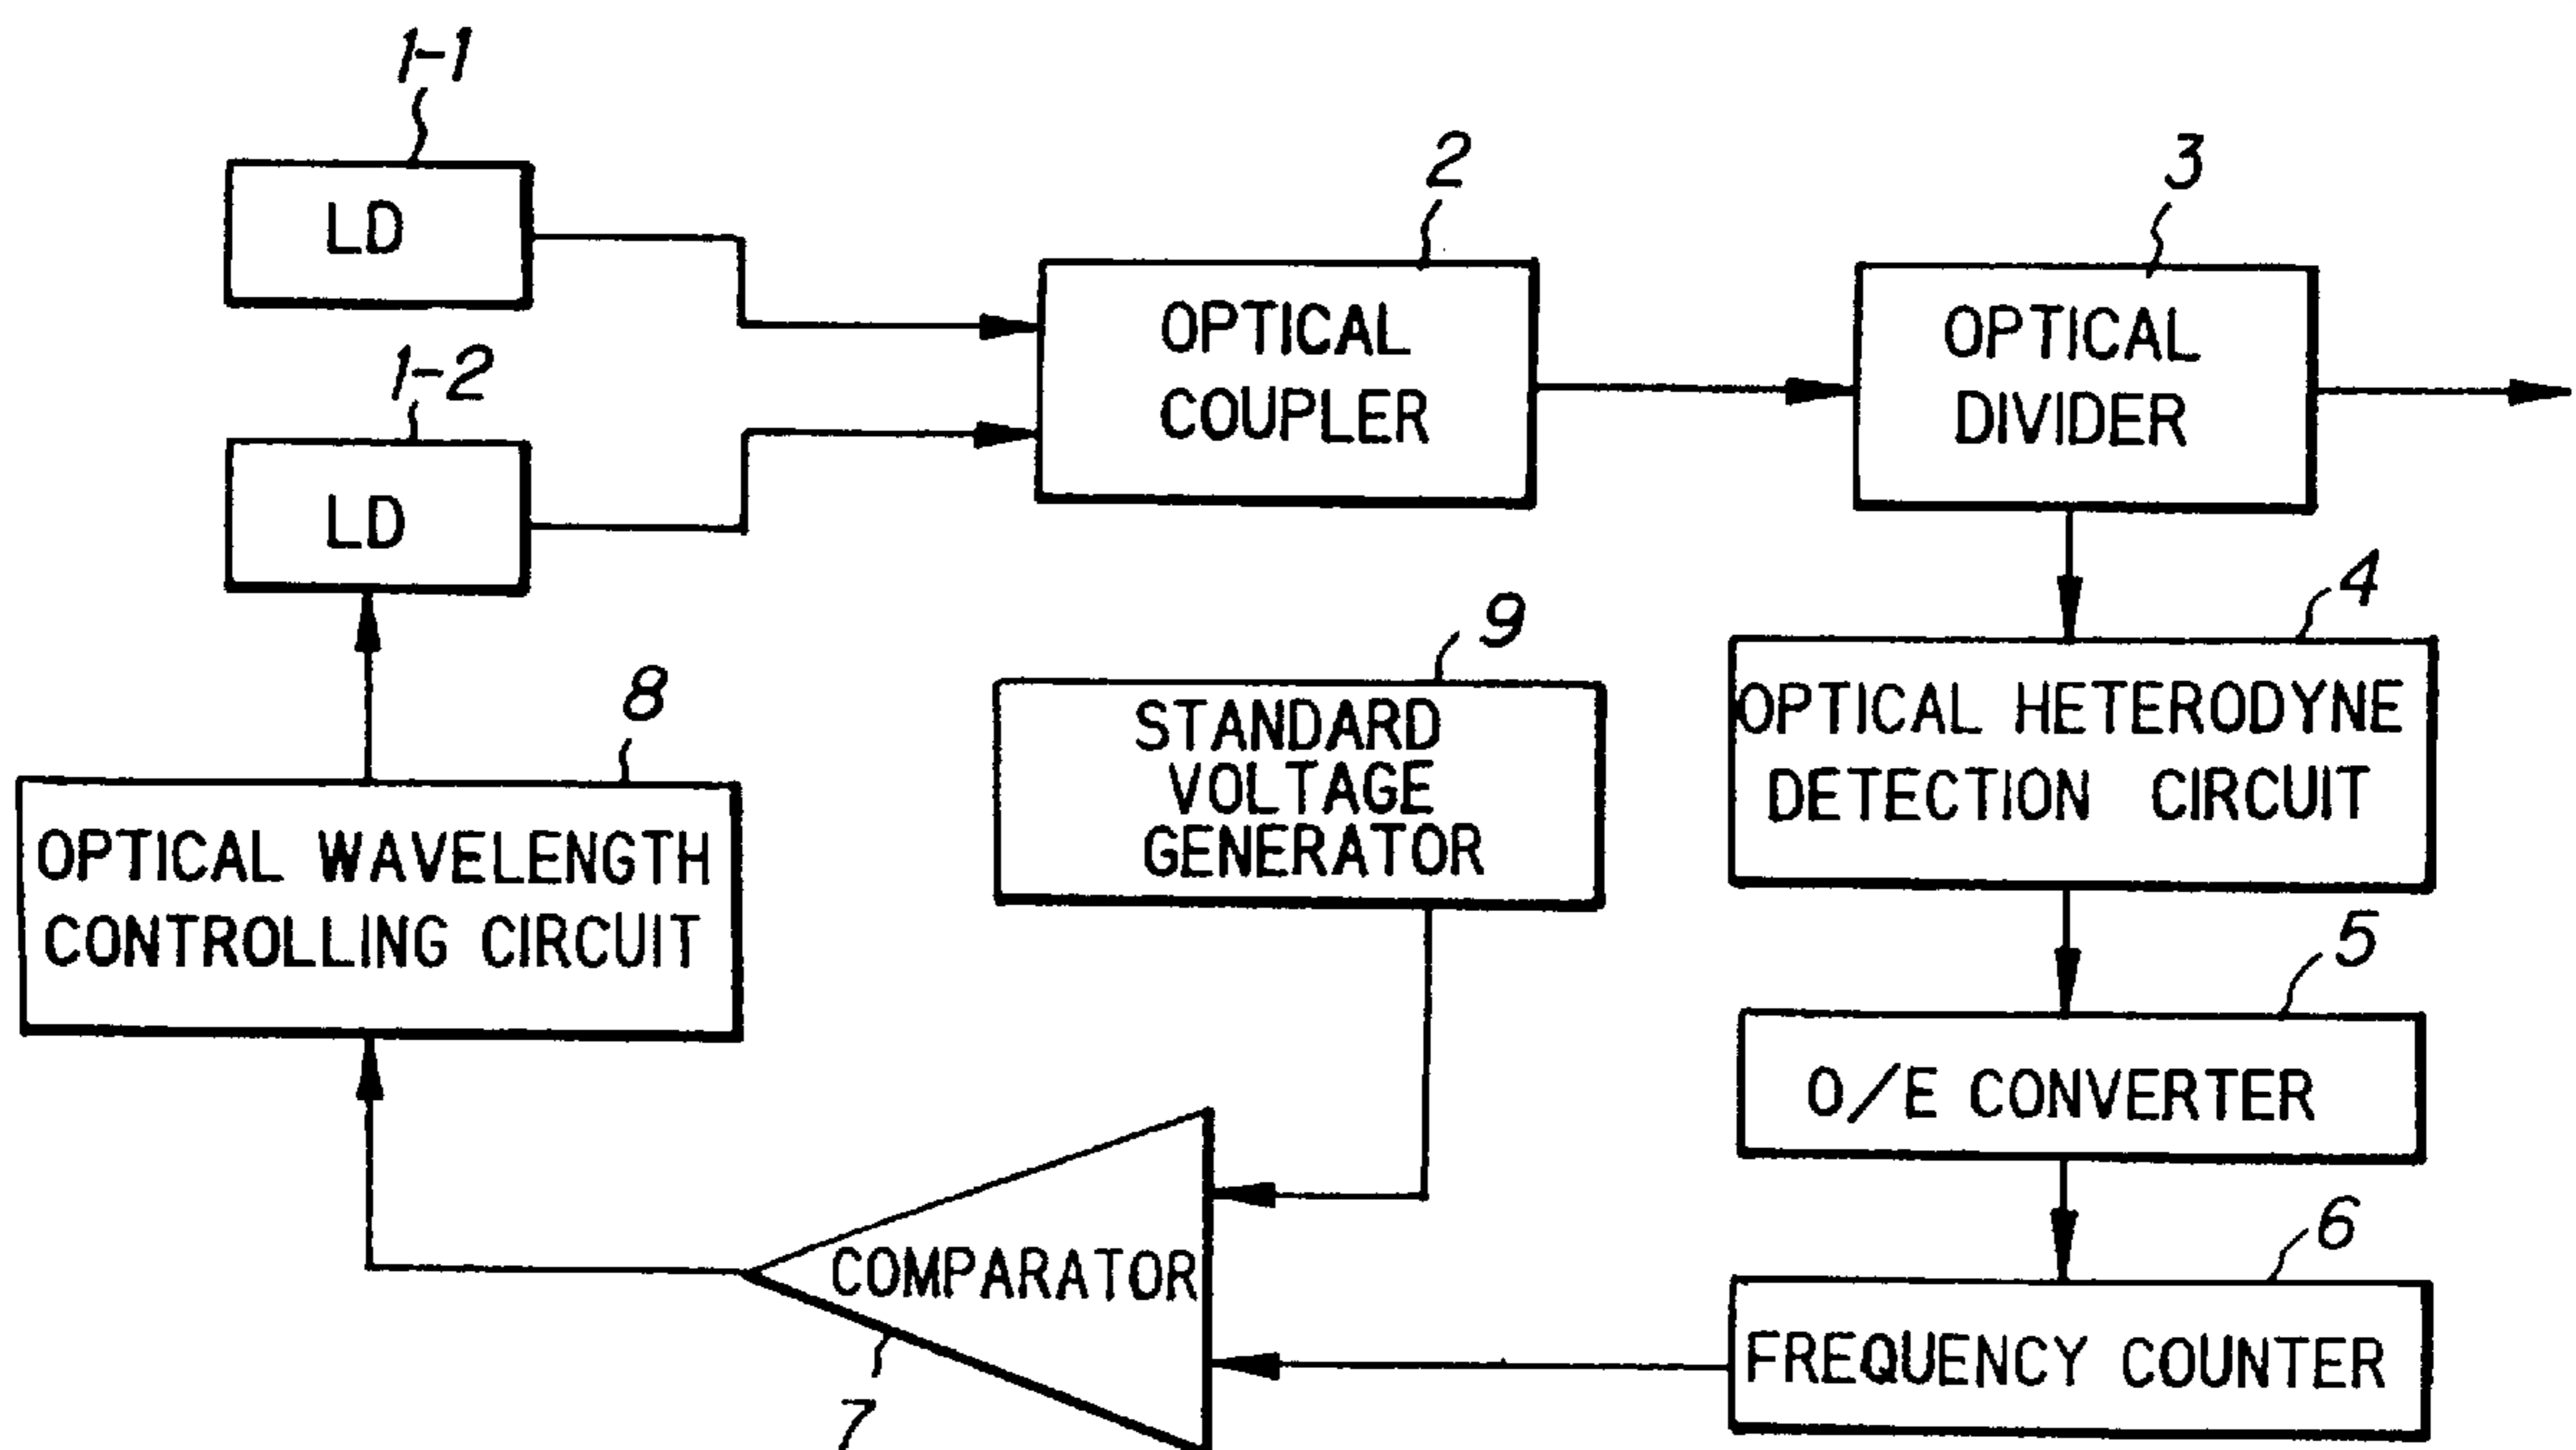 1-1
LD
1-2
LD
2
OPTICAL
COUPLER
3
OPTICAL
DIVIDER
4
OPTICAL HETERODYNE
DETECTION CIRCUIT
9
STANDARD
VOLTAGE
GENERATOR
8
OPTICAL WAVELENGTH
CONTROLLING CIRCUIT
5
O/E CONVERTER
COMPARATOR
7
6
FREQUENCY COUNTER